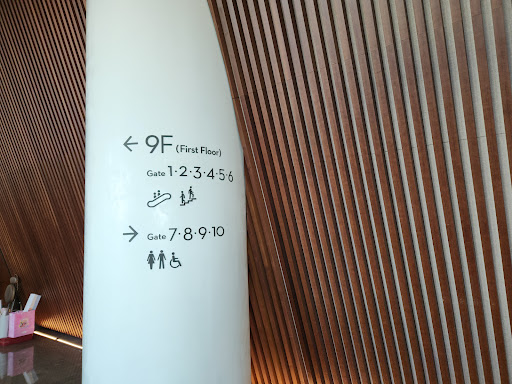 ← 9F (First Floor)
Gate 1·2·3·4·5·6
→ Gate 7·8·9·10